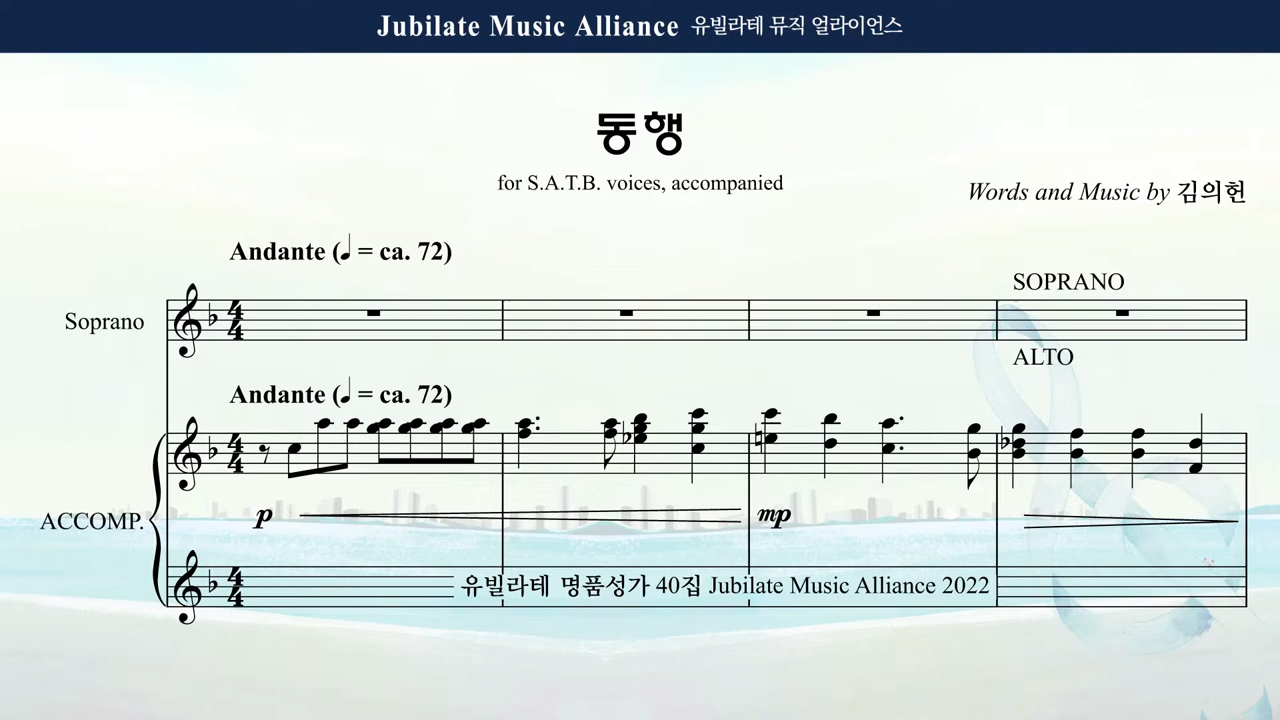 Jubilate Music Alliance 유빌라테 뮤직 얼라이언스
동행
for S.A.T.B. voices, accompanied
Words and Music by 김의헌
Andante (♩ = ca. 72)
SOPRANO
Soprano
ALTO
Andante (♩ = ca. 72)
p
mp
ACCOMP.
유빌라테 명품성가 40집 Jubilate Music Alliance 2022